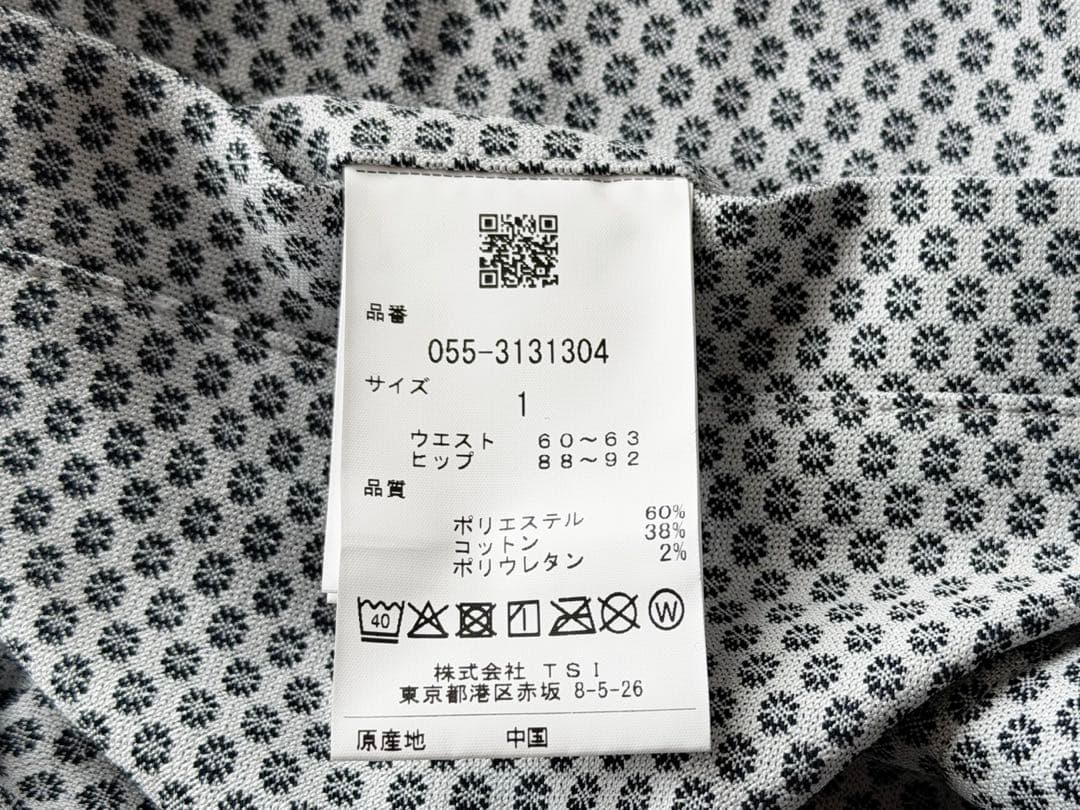 品番
055-3131304
サイズ
1
ウエスト 60～63
ヒップ 88～92
品質
ポリエステル 60%
コットン 38%
ポリウレタン 2%
40
W
株式会社 TSI
東京都港区赤坂 8-5-26
原産地 中国